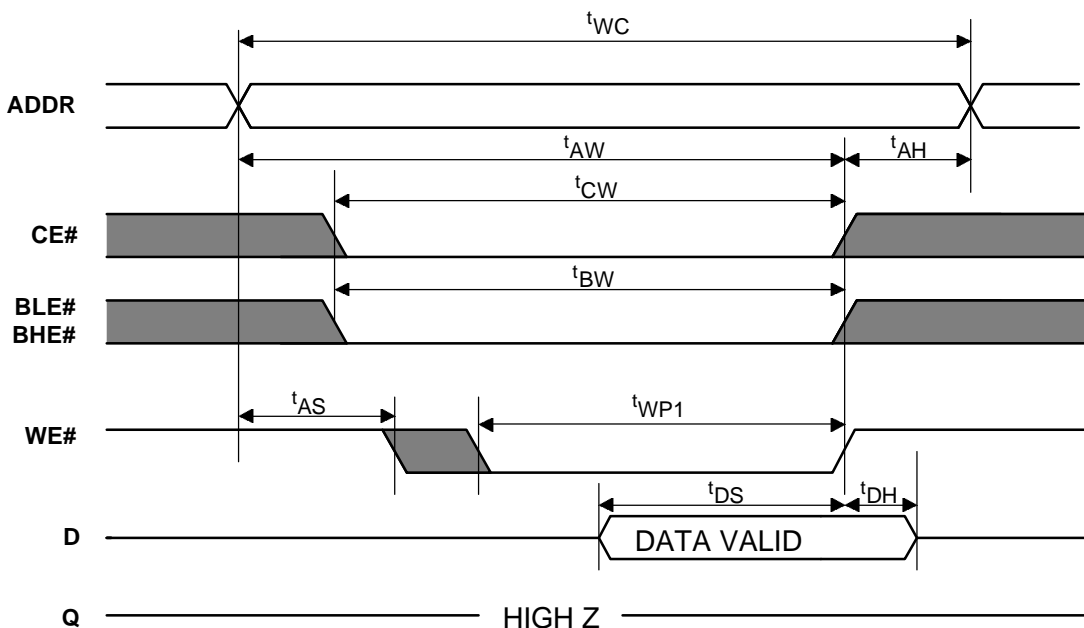 tWC
ADDR
tAW
tAH
tCW
CE#
tBW
BLE#
BHE#
tAS
tWP1
WE#
tDS
tDH
D
DATA VALID
Q
HIGH Z